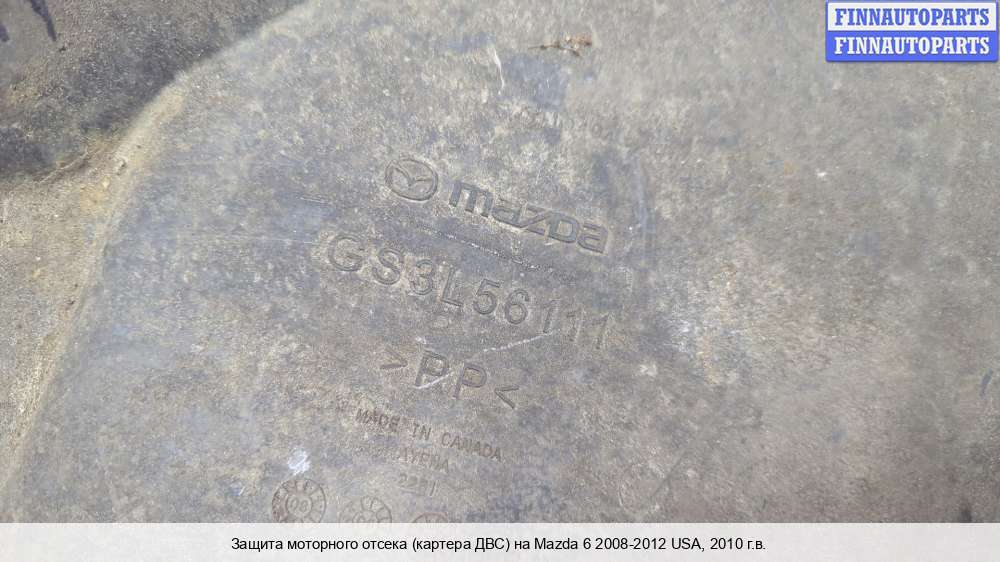 FINNAUTOPARTS
FINNAUTOPARTS
mazda
GS3L56111
>PP<
MADE IN CANADA
Защита моторного отсека (картера ДВС) на Mazda 6 2008-2012 USA, 2010 г.в.